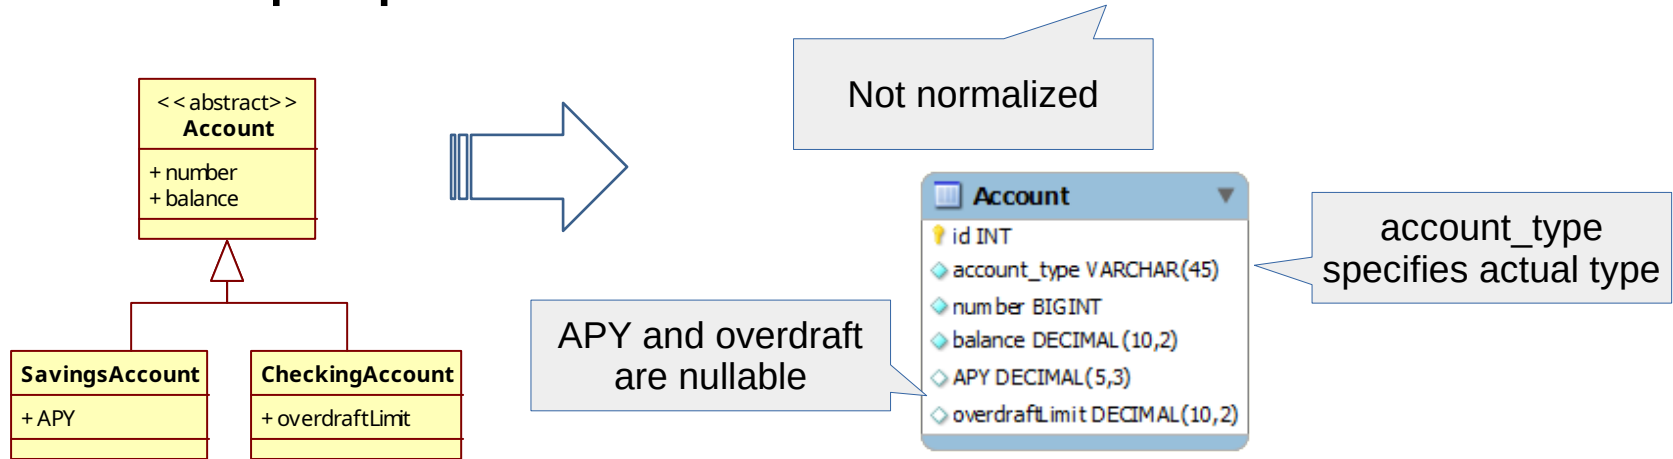 Not normalized
<<abstract>>
Account
+ number
+ balance
SavingsAccount
+ APY
CheckingAccount
+ overdraftLimit
APY and overdraft
are nullable
Account
id INT
account_type VARCHAR(45)
number BIGINT
balance DECIMAL(10,2)
APY DECIMAL(5,3)
overdraftLimit DECIMAL(10,2)
account_type
specifies actual type